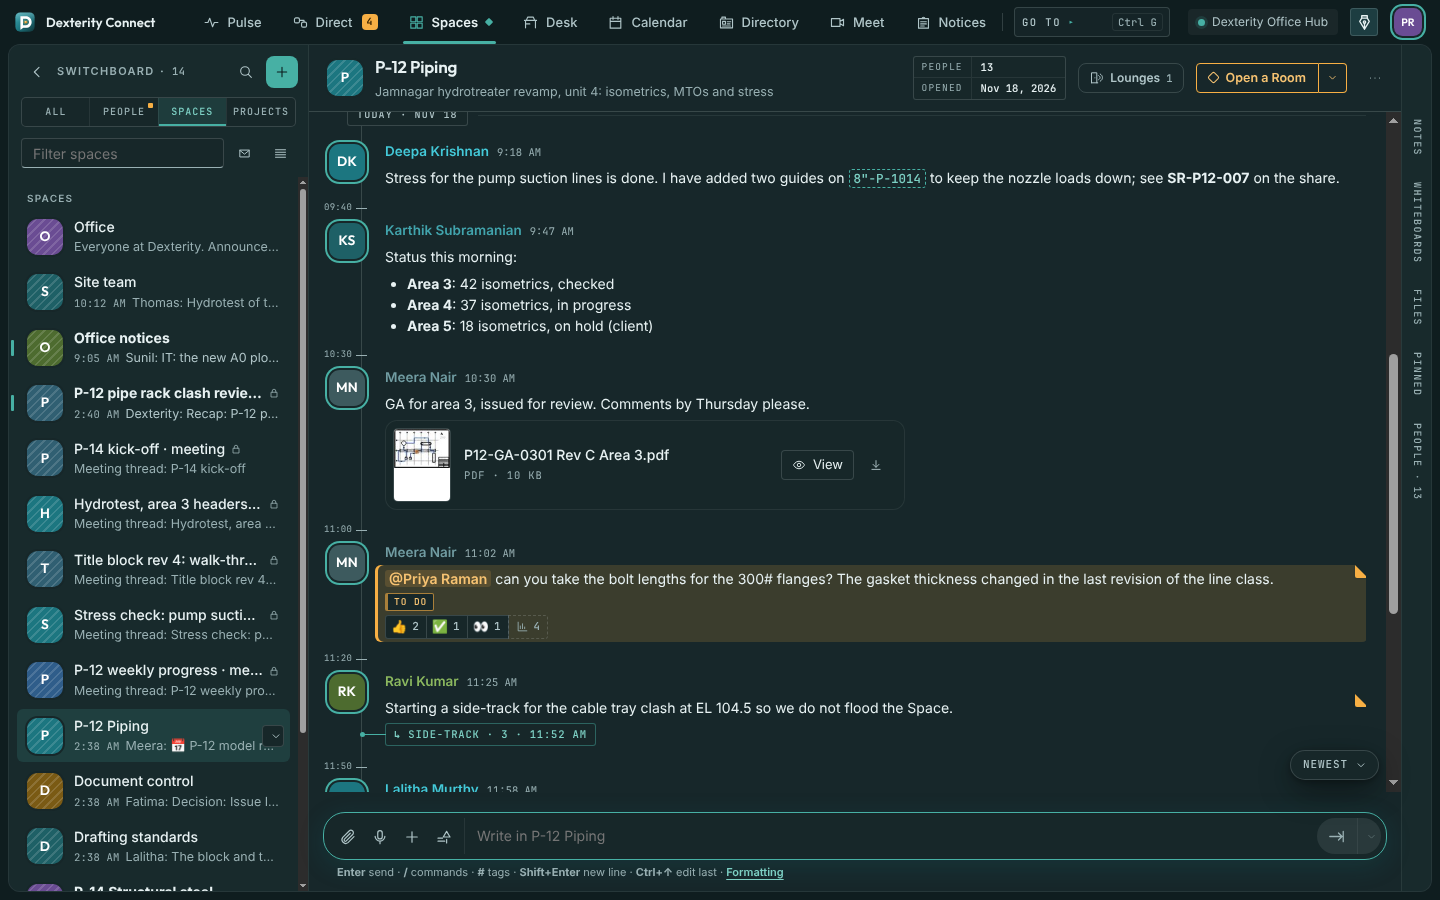 Dexterity Connect
Pulse
Direct 4
Spaces
Desk
Calendar
Directory
Meet
Notices
GO TO Ctrl G
Dexterity Office Hub
PR
SWITCHBOARD · 14
ALL PEOPLE SPACES PROJECTS
Filter spaces
SPACES
O
Office
Everyone at Dexterity. Announce...
S
Site team
10:12 AM Thomas: Hydrotest of t...
O
Office notices
9:05 AM Sunil: IT: the new A0 plo...
P
P-12 pipe rack clash revie...
2:40 AM Dexterity: Recap: P-12 p...
P
P-14 kick-off · meeting
Meeting thread: P-14 kick-off
H
Hydrotest, area 3 headers...
Meeting thread: Hydrotest, area ...
T
Title block rev 4: walk-thr...
Meeting thread: Title block rev 4...
S
Stress check: pump sucti...
Meeting thread: Stress check: p...
P
P-12 weekly progress · me...
Meeting thread: P-12 weekly pro...
P
P-12 Piping
2:38 AM Meera: 📅 P-12 model r...
D
Document control
2:38 AM Fatima: Decision: Issue I...
D
Drafting standards
2:38 AM Lalitha: The block and t...
P-14 Structural steel
P
P-12 Piping
Jamnagar hydrotreater revamp, unit 4: isometrics, MTOs and stress
PEOPLE 13
OPENED Nov 18, 2026
Lounges 1
Open a Room
TODAY · NOV 18
DK
Deepa Krishnan 9:18 AM
Stress for the pump suction lines is done. I have added two guides on 8"-P-1014 to keep the nozzle loads down; see SR-P12-007 on the share.
09:40
KS
Karthik Subramanian 9:47 AM
Status this morning:
• Area 3: 42 isometrics, checked
• Area 4: 37 isometrics, in progress
• Area 5: 18 isometrics, on hold (client)
10:30
MN
Meera Nair 10:30 AM
GA for area 3, issued for review. Comments by Thursday please.
P12-GA-0301 Rev C Area 3.pdf
PDF · 10 KB
View
11:00
MN
Meera Nair 11:02 AM
@Priya Raman can you take the bolt lengths for the 300# flanges? The gasket thickness changed in the last revision of the line class.
TO DO
👍 2 ✅ 1 👀 1 4
11:20
RK
Ravi Kumar 11:25 AM
Starting a side-track for the cable tray clash at EL 104.5 so we do not flood the Space.
↳ SIDE-TRACK · 3 · 11:52 AM
11:50
Lalitha Murthy 11:58 AM
NEWEST
Write in P-12 Piping
Enter send · / commands · # tags · Shift+Enter new line · Ctrl+↑ edit last · Formatting
NOTES
WHITEBOARDS
FILES
PINNED
PEOPLE · 13